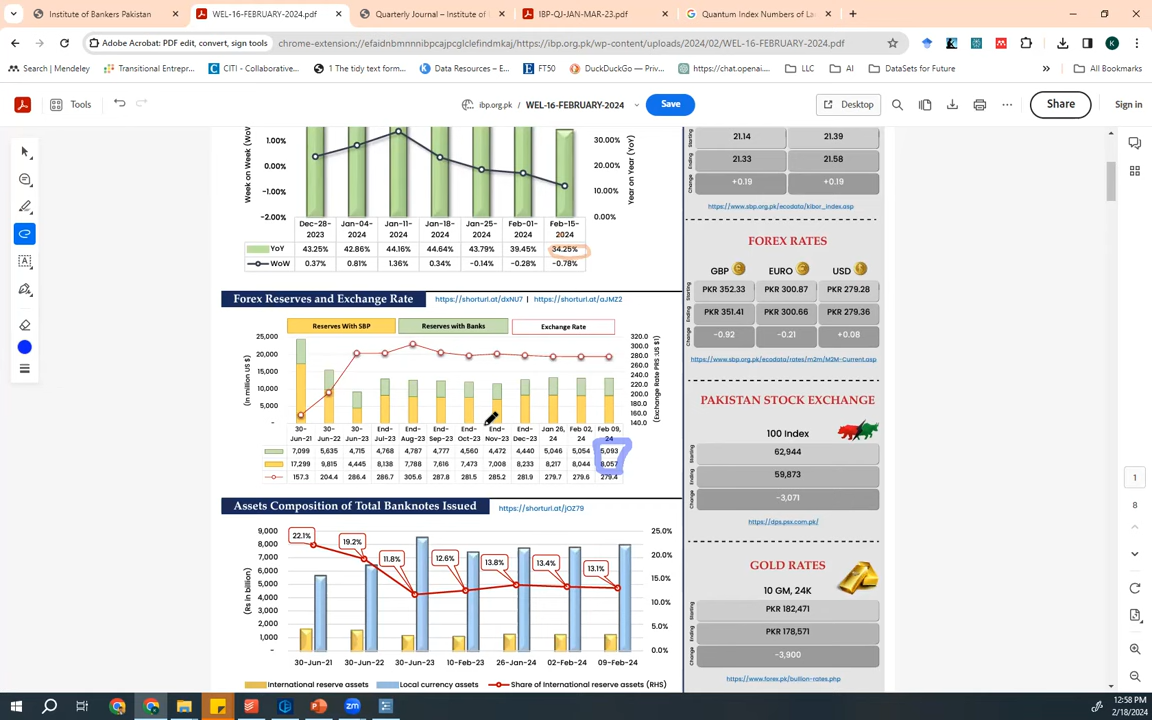 Institute of Bankers Pakistan
WEL-16-FEBRUARY-2024.pdf
Quarterly Journal – Institute of
IBP-QJ-JAN-MAR-23.pdf
Quantum Index Numbers of La
chrome-extension://efaidnbmnnnibpcajpcglclefindmkaj/https://ibp.org.pk/wp-content/uploads/2024/02/WEL-16-FEBRUARY-2024.pdf
Adobe Acrobat: PDF edit, convert, sign tools
Search | Mendeley
Transitional Entrepr...
CITI - Collaborative...
1 The tidy text form...
Data Resources – E...
FT50
DuckDuckGo — Priv...
https://chat.openai....
LLC
AI
DataSets for Future
All Bookmarks
Tools
ibp.org.pk / WEL-16-FEBRUARY-2024
Save
Desktop
Share
Sign in
Week on Week (WoW)
1.00%
0.00%
-1.00%
-2.00%
30.00%
20.00%
10.00%
0.00%
Year on Year (YoY)
Dec-28-2023 Jan-04-2024 Jan-11-2024 Jan-18-2024 Jan-25-2024 Feb-01-2024 Feb-15-2024
YoY 43.25% 42.86% 44.16% 44.64% 43.79% 39.45% 34.25%
WoW 0.37% 0.81% 1.36% 0.34% -0.14% -0.28% -0.78%
Forex Reserves and Exchange Rate https://shorturl.at/dxNU7 | https://shorturl.at/aJMZ2
Reserves With SBP Reserves with Banks Exchange Rate
(In million US $)
25,000
20,000
15,000
10,000
5,000
-
320.0
300.0
280.0
260.0
240.0
220.0
200.0
180.0
160.0
140.0
(Exchange Rate PRS :US $1)
30-Jun-21 30-Jun-22 30-Jun-23 End-Jul-23 End-Aug-23 End-Sep-23 End-Oct-23 End-Nov-23 End-Dec-23 Jan 26, 24 Feb 02, 24 Feb 09, 24
7,099 5,635 4,715 4,768 4,787 4,777 4,560 4,472 4,440 5,046 5,054 5,093
17,299 9,815 4,445 8,138 7,788 7,616 7,473 7,008 8,233 8,217 8,044 8,057
157.3 204.4 286.4 286.7 305.6 287.8 281.5 285.2 281.9 279.7 279.6 279.4
Assets Composition of Total Banknotes Issued https://shorturl.at/jOZ79
(Rs in billion)
9,000
8,000
7,000
6,000
5,000
4,000
3,000
2,000
1,000
-
22.1% 19.2% 11.8% 12.6% 13.8% 13.4% 13.1%
25.0%
20.0%
15.0%
10.0%
5.0%
0.0%
30-Jun-21 30-Jun-22 30-Jun-23 10-Feb-23 26-Jan-24 02-Feb-24 09-Feb-24
International reserve assets Local currency assets Share of International reserve assets (RHS)
Starting 21.14 21.39
Ending 21.33 21.58
Change +0.19 +0.19
https://www.sbp.org.pk/ecodata/kibor_index.asp
FOREX RATES
GBP EURO USD
Starting PKR 352.33 PKR 300.87 PKR 279.28
Ending PKR 351.41 PKR 300.66 PKR 279.36
Change -0.92 -0.21 +0.08
https://www.sbp.org.pk/ecodata/rates/m2m/M2M-Current.asp
PAKISTAN STOCK EXCHANGE
100 Index
Starting 62,944
Ending 59,873
Change -3,071
https://dps.psx.com.pk/
GOLD RATES
10 GM, 24K
Starting PKR 182,471
Ending PKR 178,571
Change -3,900
https://www.forex.pk/bullion-rates.php
1
8
12:58 PM
2/18/2024